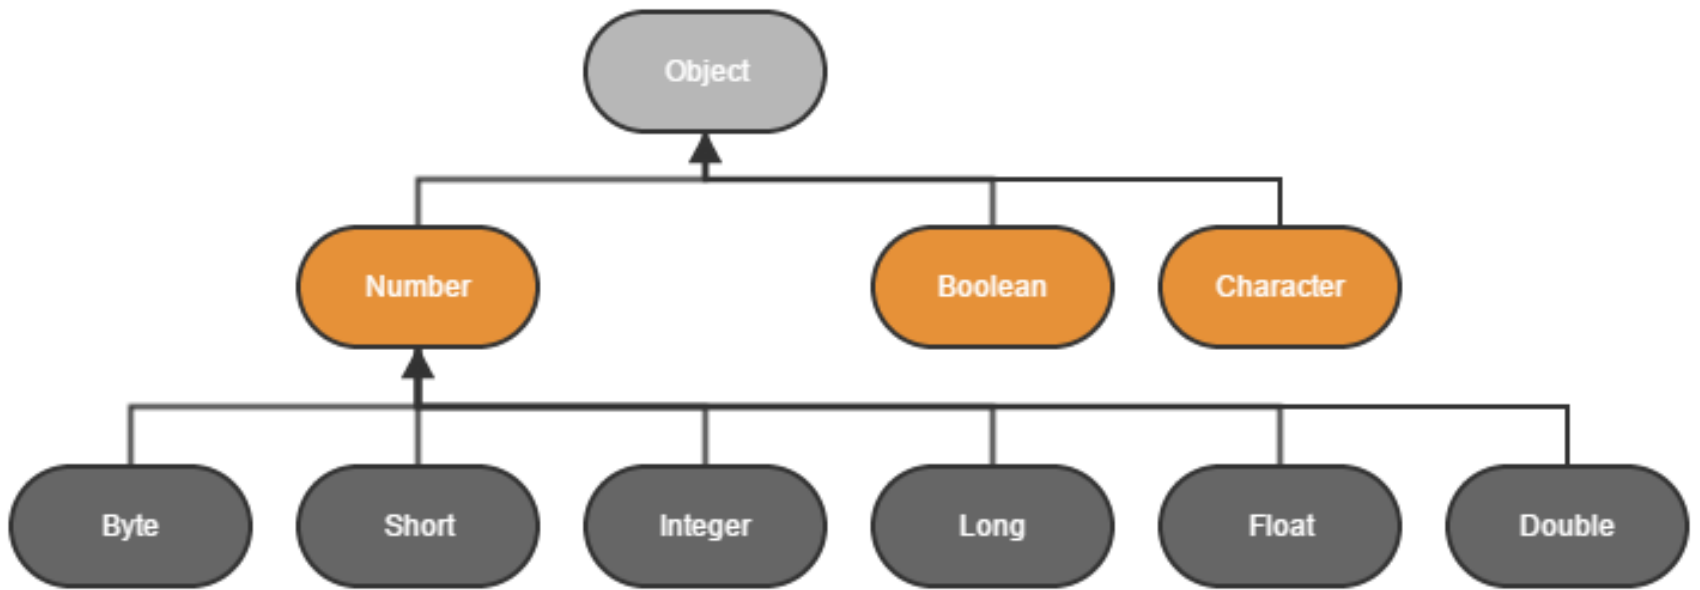 Object
Number
Boolean
Character
Byte
Short
Integer
Long
Float
Double